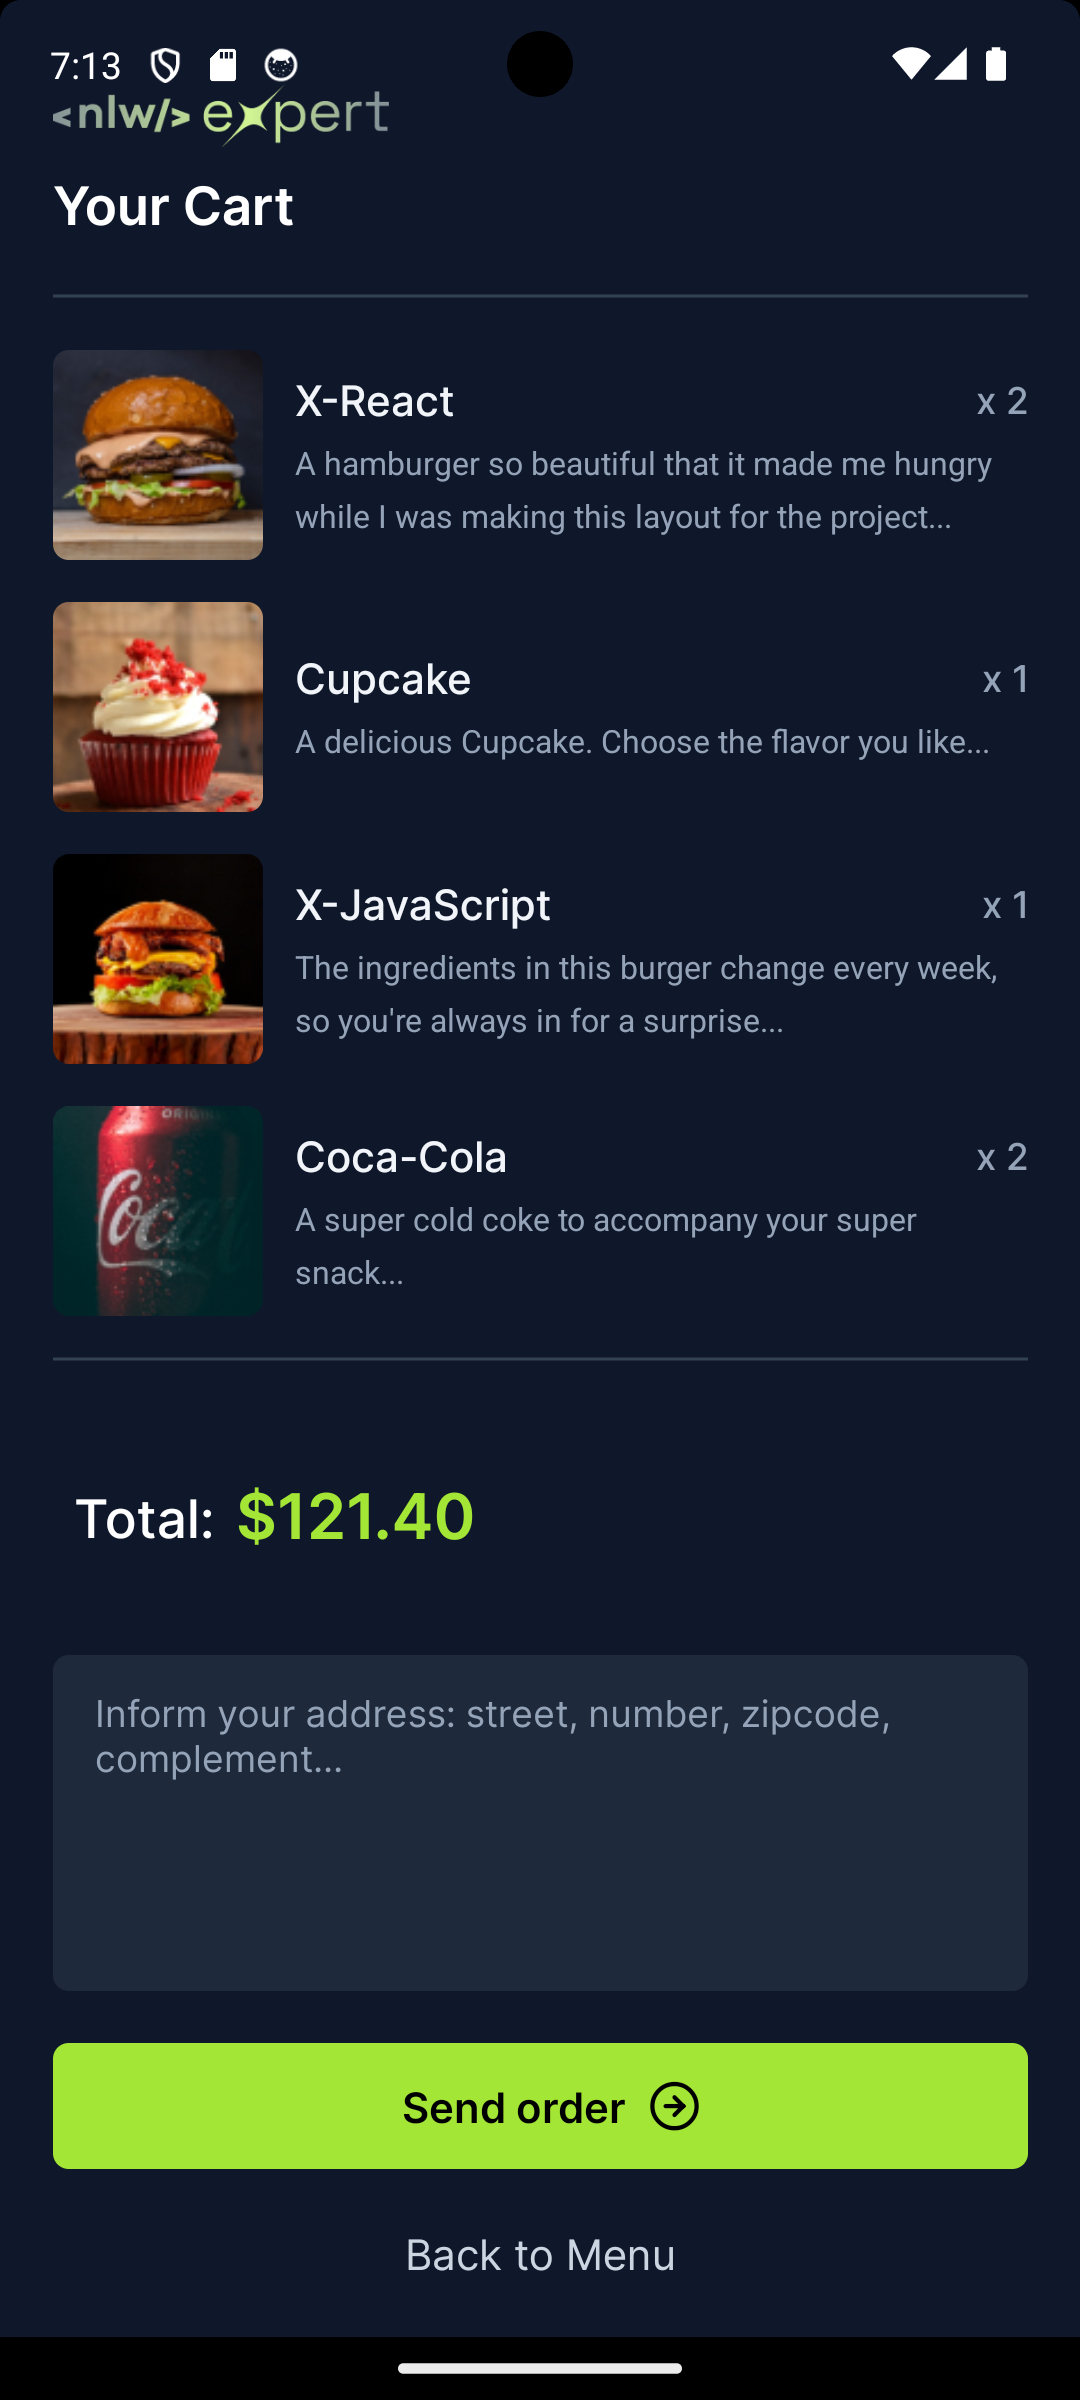 7:13
<nlw/> expert
Your Cart
X-React
x 2
A hamburger so beautiful that it made me hungry
while I was making this layout for the project...
Cupcake
x 1
A delicious Cupcake. Choose the flavor you like...
X-JavaScript
x 1
The ingredients in this burger change every week,
so you're always in for a surprise...
ORIGIN
Coca
Coca-Cola
x 2
A super cold coke to accompany your super
snack...
Total: $121.40
Inform your address: street, number, zipcode,
complement...
Send order
Back to Menu